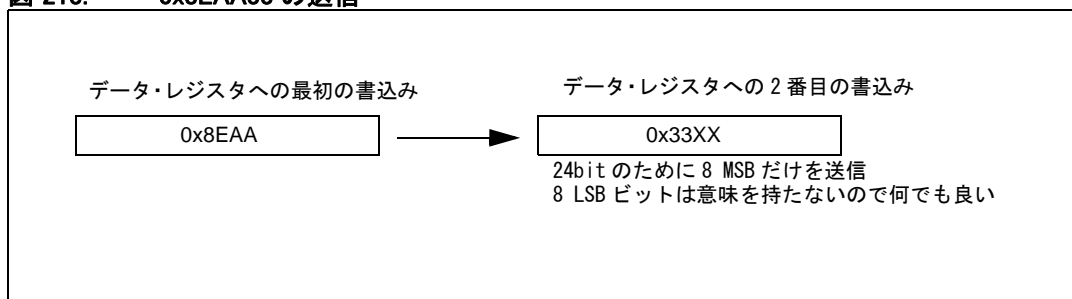 の送信
データ・レジスタへの最初の書込み
データ・レジスタへの2番目の書込み
0x8EAA
0x33XX
24bit のために 8 MSB だけを送信
8 LSB ビットは意味を持たないので何でも良い